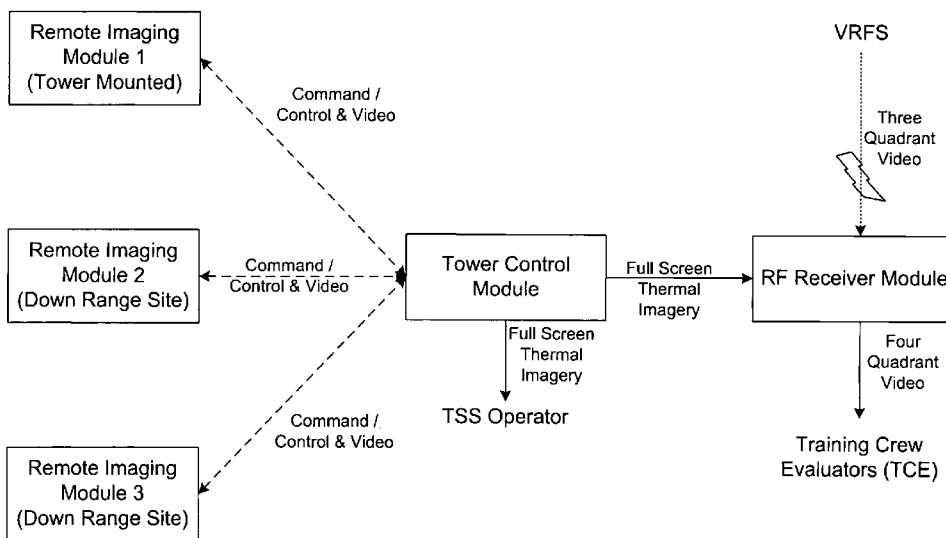 Remote Imaging
Module 1
(Tower Mounted)
Command /
Control & Video
VRFS
Three
Quadrant
Video
Remote Imaging
Module 2
(Down Range Site)
Command /
Control & Video
Tower Control
Module
Full Screen
Thermal
Imagery
RF Receiver Module
Full Screen
Thermal
Imagery
TSS Operator
Four
Quadrant
Video
Training Crew
Evaluators (TCE)
Command /
Control & Video
Remote Imaging
Module 3
(Down Range Site)